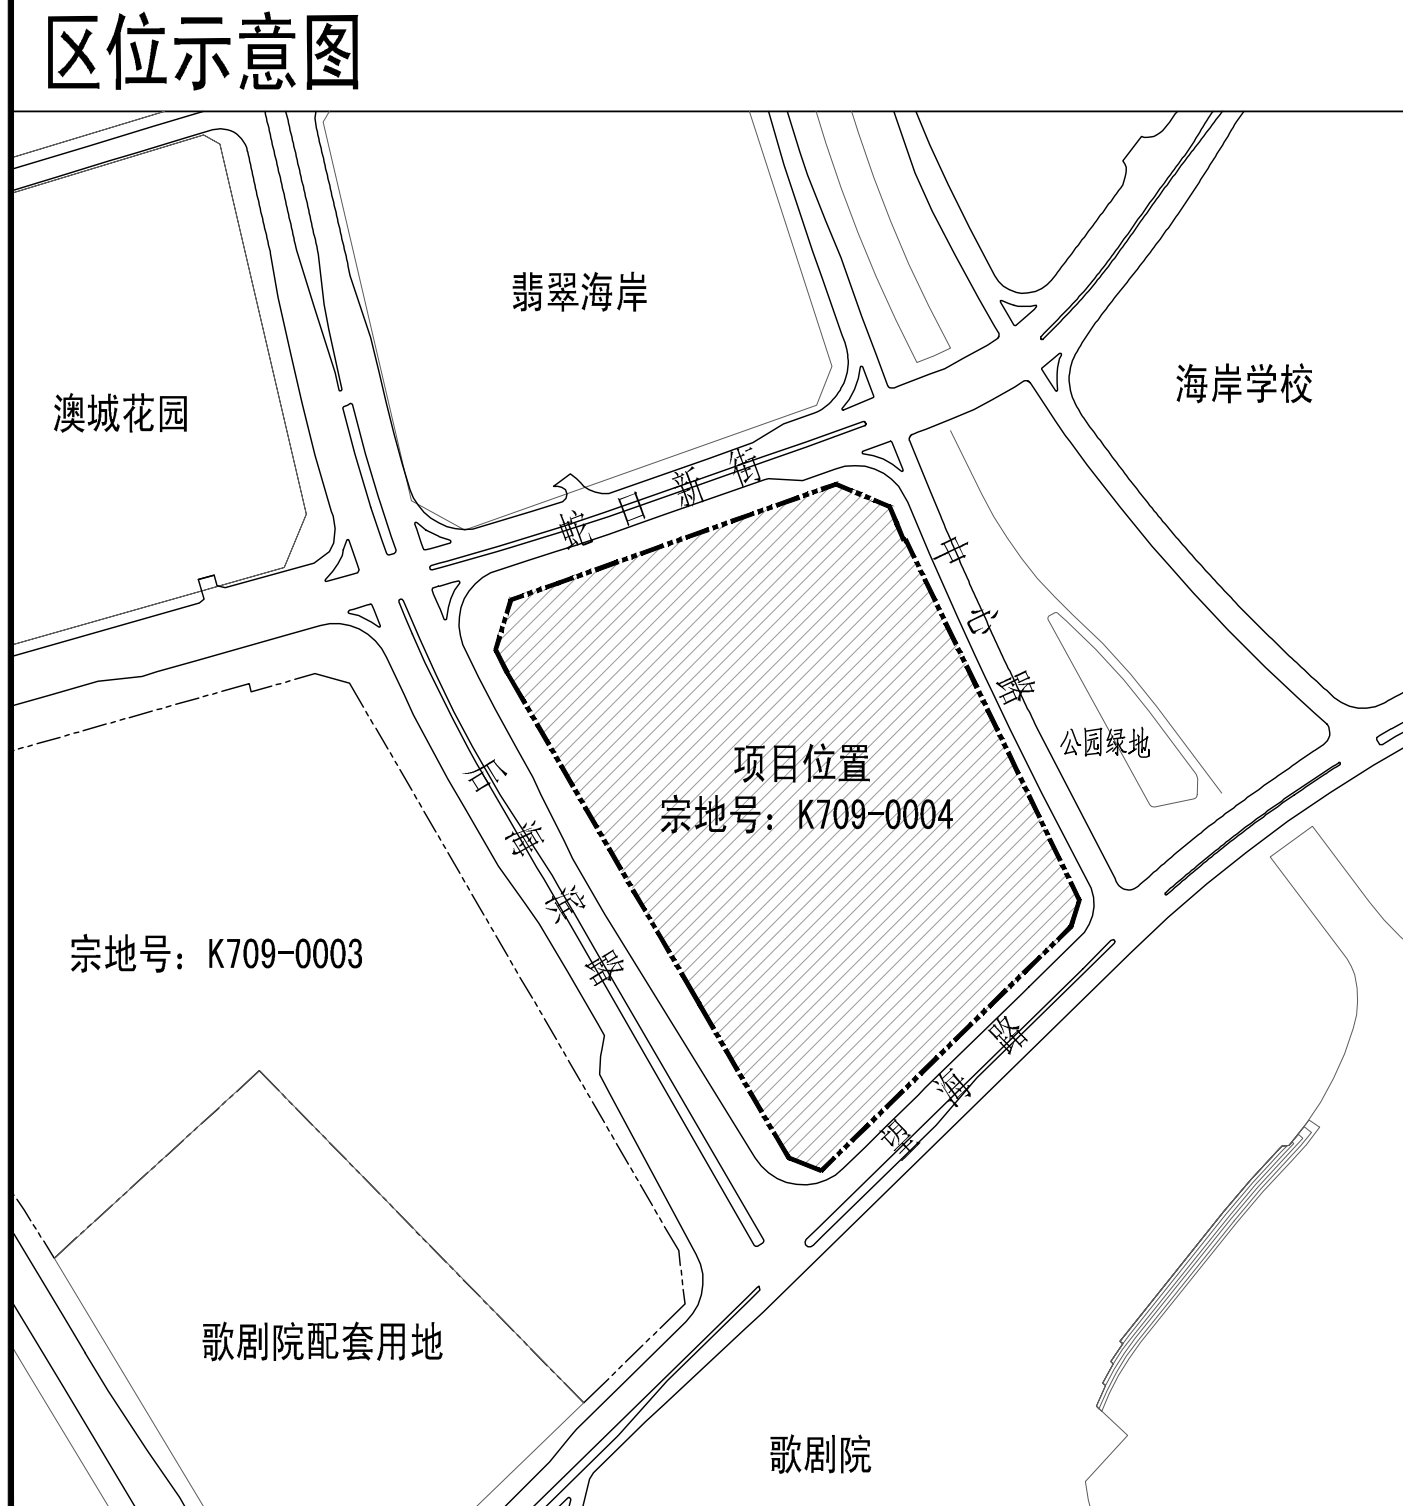 区位示意图
翡翠海岸
海岸学校
澳城花园
蛇口新街
中心路
公园绿地
项目位置
宗地号：K709-0004
后海滨路
宗地号：K709-0003
望海路
歌剧院配套用地
歌剧院